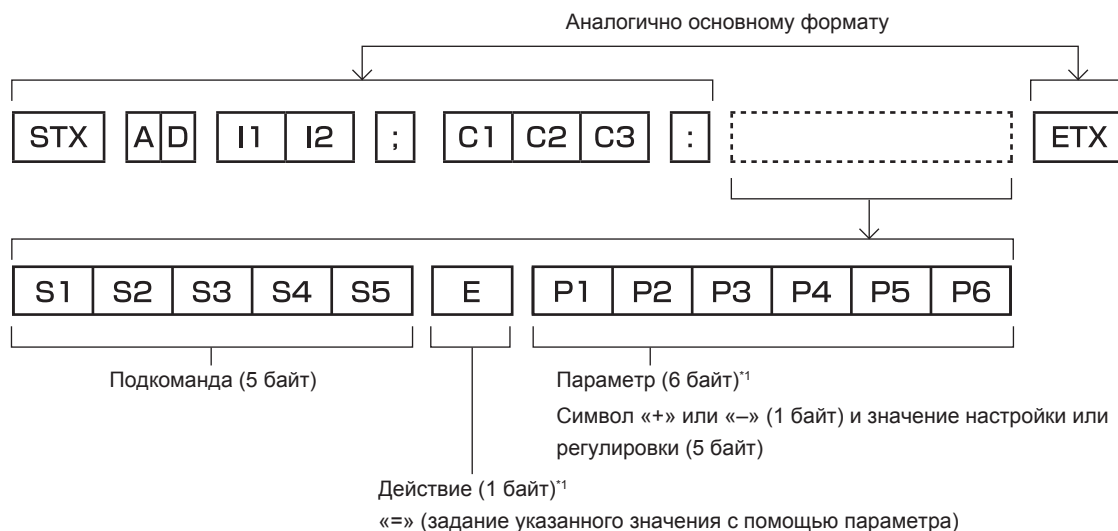 Аналогично основному формату
STX A D I1 I2 ; C1 C2 C3 : ETX
S1 S2 S3 S4 S5 E P1 P2 P3 P4 P5 P6
Подкоманда (5 байт)
Параметр (6 байт)*1
Символ «+» или «–» (1 байт) и значение настройки или
регулировки (5 байт)
Действие (1 байт)*1
«=» (задание указанного значения с помощью параметра)